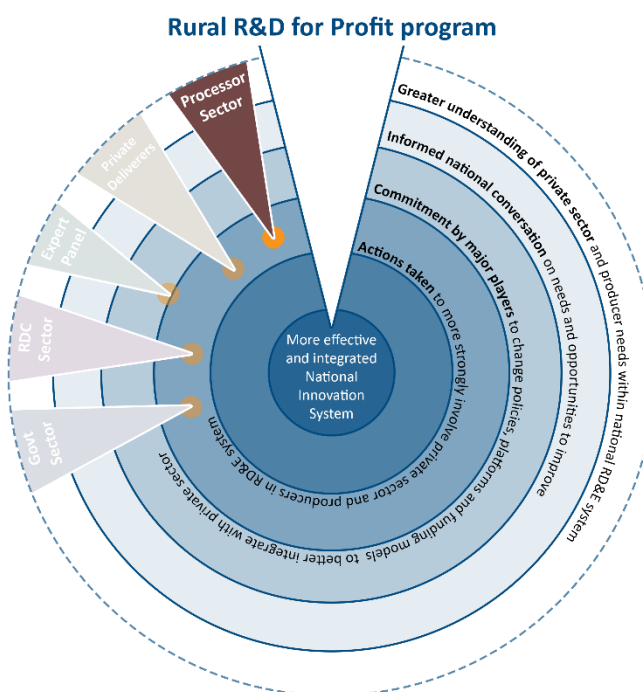 Rural R&D for Profit program
Processor
Sector
Private
Deliverers
Expert
Panel
RDC
Sector
Govt
Sector
Greater understanding of private sector and producer needs within national RD&E system
Informed national conversation on needs and opportunities to improve
Commitment by major players to change policies, platforms and funding models to better integrate with private sector
Actions taken to more strongly involve private sector and producers in RD&E system
More effective
and integrated
National
Innovation
System